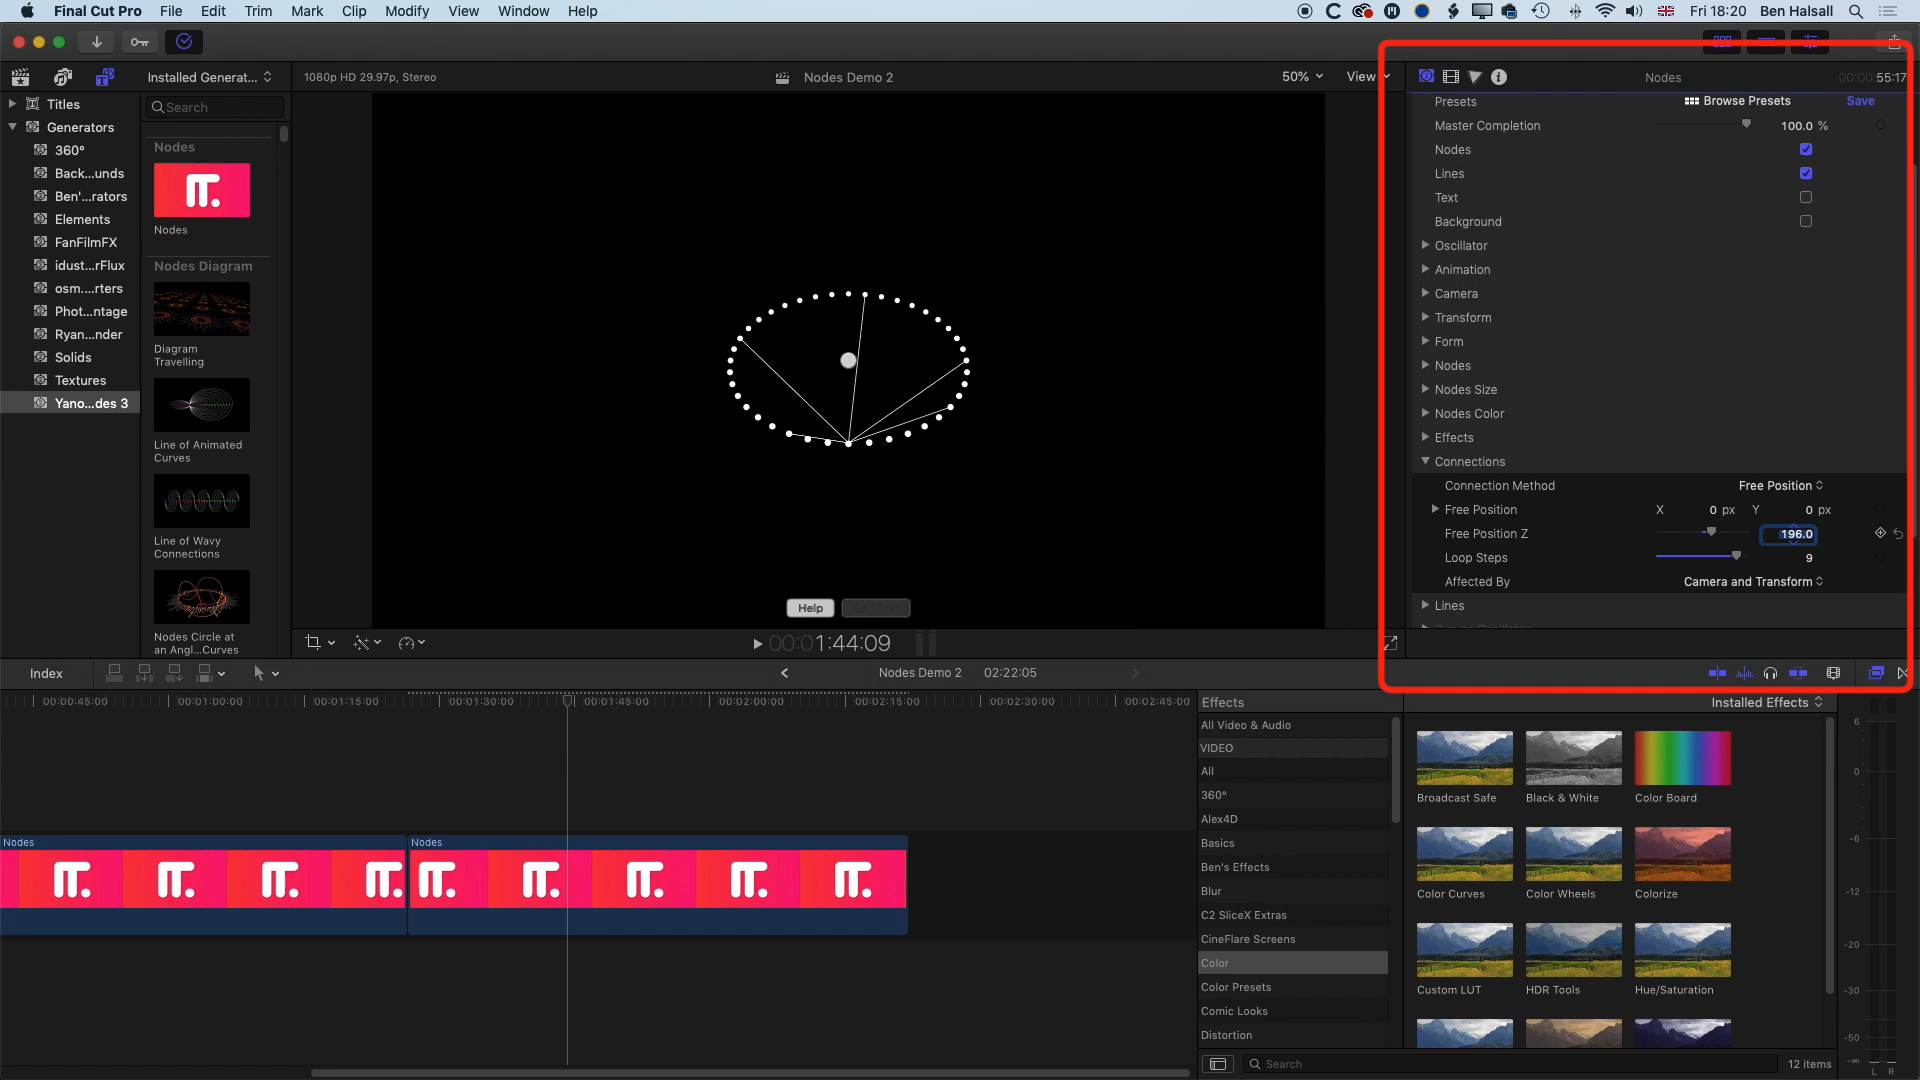 Final Cut Pro File Edit Trim Mark Clip Modify View Window Help
Fri 18:20 Ben Halsall
Installed Generat...
1080p HD 29.97p, Stereo
Nodes Demo 2
50%
View
Nodes
00:00:55:17
Titles
Generators
360°
Back...unds
Ben'...rators
Elements
FanFilmFX
idust...rFlux
osm....rters
Phot...ntage
Ryan...nder
Solids
Textures
Yano...des 3
Search
Nodes
Nodes
Nodes Diagram
Diagram
Travelling
Line of Animated
Curves
Line of Wavy
Connections
Nodes Circle at
an Angl...Curves
Help
00:01:44:09
Presets
Browse Presets
Save
Master Completion
100.0 %
Nodes
Lines
Text
Background
Oscillator
Animation
Camera
Transform
Form
Nodes
Nodes Size
Nodes Color
Effects
Connections
Connection Method
Free Position
Free Position
X 0 px Y 0 px
Free Position Z
196.0
Loop Steps
9
Affected By
Camera and Transform
Lines
Index
Nodes Demo 2
02:22:05
00:00:45:00
00:01:00:00
00:01:15:00
00:01:30:00
00:01:45:00
00:02:00:00
00:02:15:00
00:02:30:00
00:02:45:00
Nodes
Nodes
Effects
Installed Effects
All Video & Audio
VIDEO
All
360°
Alex4D
Basics
Ben's Effects
Blur
C2 SliceX Extras
CineFlare Screens
Color
Color Presets
Comic Looks
Distortion
Broadcast Safe
Black & White
Color Board
Color Curves
Color Wheels
Colorize
Custom LUT
HDR Tools
Hue/Saturation
Search
12 items
6
0
-6
-12
-20
-30
-50
-∞
L R